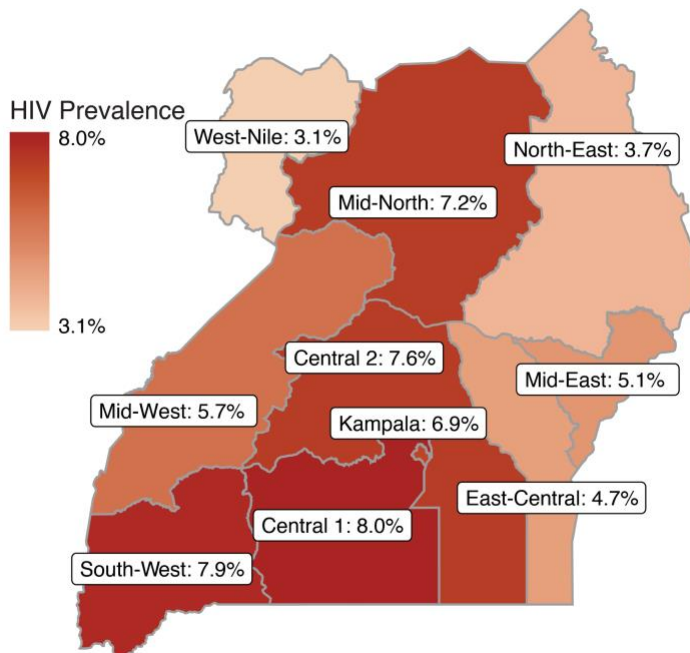 HIV Prevalence
8.0%
3.1%
West-Nile: 3.1%
North-East: 3.7%
Mid-North: 7.2%
Central 2: 7.6%
Mid-East: 5.1%
Mid-West: 5.7%
Kampala: 6.9%
East-Central: 4.7%
Central 1: 8.0%
South-West: 7.9%